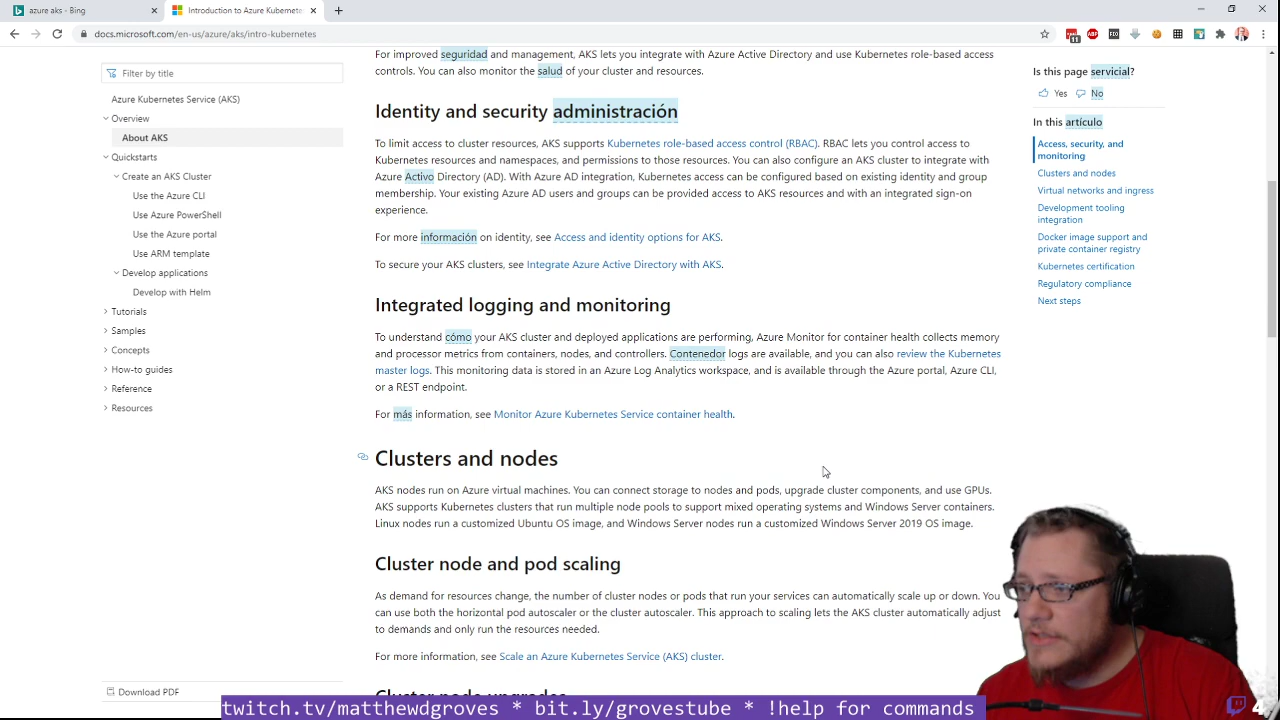 azure aks - Bing
Introduction to Azure Kubernete
docs.microsoft.com/en-us/azure/aks/intro-kubernetes
Filter by title
Azure Kubernetes Service (AKS)
Overview
About AKS
Quickstarts
Create an AKS Cluster
Use the Azure CLI
Use Azure PowerShell
Use the Azure portal
Use ARM template
Develop applications
Develop with Helm
Tutorials
Samples
Concepts
How-to guides
Reference
Resources
Download PDF
For improved seguridad and management, AKS lets you integrate with Azure Active Directory and use Kubernetes role-based access
controls. You can also monitor the salud of your cluster and resources.
Identity and security administración
To limit access to cluster resources, AKS supports Kubernetes role-based access control (RBAC). RBAC lets you control access to
Kubernetes resources and namespaces, and permissions to those resources. You can also configure an AKS cluster to integrate with
Azure Activo Directory (AD). With Azure AD integration, Kubernetes access can be configured based on existing identity and group
membership. Your existing Azure AD users and groups can be provided access to AKS resources and with an integrated sign-on
experience.
For more información on identity, see Access and identity options for AKS.
To secure your AKS clusters, see Integrate Azure Active Directory with AKS.
Integrated logging and monitoring
To understand cómo your AKS cluster and deployed applications are performing, Azure Monitor for container health collects memory
and processor metrics from containers, nodes, and controllers. Contenedor logs are available, and you can also review the Kubernetes
master logs. This monitoring data is stored in an Azure Log Analytics workspace, and is available through the Azure portal, Azure CLI,
or a REST endpoint.
For más information, see Monitor Azure Kubernetes Service container health.
Clusters and nodes
AKS nodes run on Azure virtual machines. You can connect storage to nodes and pods, upgrade cluster components, and use GPUs.
AKS supports Kubernetes clusters that run multiple node pools to support mixed operating systems and Windows Server containers.
Linux nodes run a customized Ubuntu OS image, and Windows Server nodes run a customized Windows Server 2019 OS image.
Cluster node and pod scaling
As demand for resources change, the number of cluster nodes or pods that run your services can automatically scale up or down. You
can use both the horizontal pod autoscaler or the cluster autoscaler. This approach to scaling lets the AKS cluster automatically adjust
to demands and only run the resources needed.
For more information, see Scale an Azure Kubernetes Service (AKS) cluster.
Cluster node upgrades
Is this page servicial?
Yes No
In this artículo
Access, security, and
monitoring
Clusters and nodes
Virtual networks and ingress
Development tooling
integration
Docker image support and
private container registry
Kubernetes certification
Regulatory compliance
Next steps
twitch.tv/matthewdgroves * bit.ly/grovestube * !help for commands
4